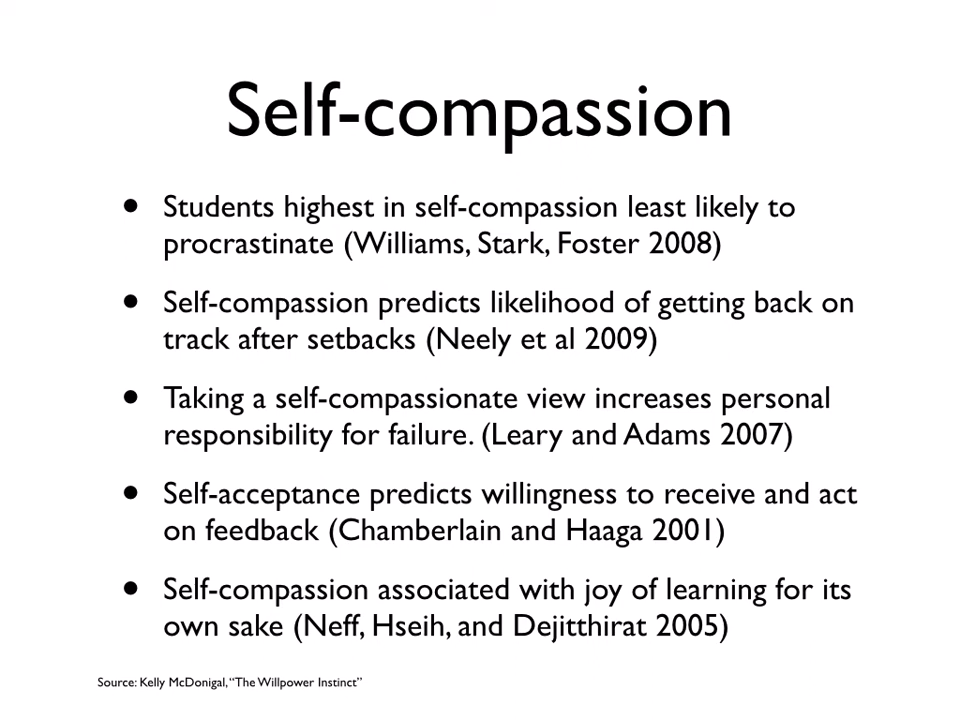 Self-compassion
• Students highest in self-compassion least likely to
procrastinate (Williams, Stark, Foster 2008)
• Self-compassion predicts likelihood of getting back on
track after setbacks (Neely et al 2009)
• Taking a self-compassionate view increases personal
responsibility for failure. (Leary and Adams 2007)
• Self-acceptance predicts willingness to receive and act
on feedback (Chamberlain and Haaga 2001)
• Self-compassion associated with joy of learning for its
own sake (Neff, Hseih, and Dejitthirat 2005)
Source: Kelly McDonigal, “The Willpower Instinct”